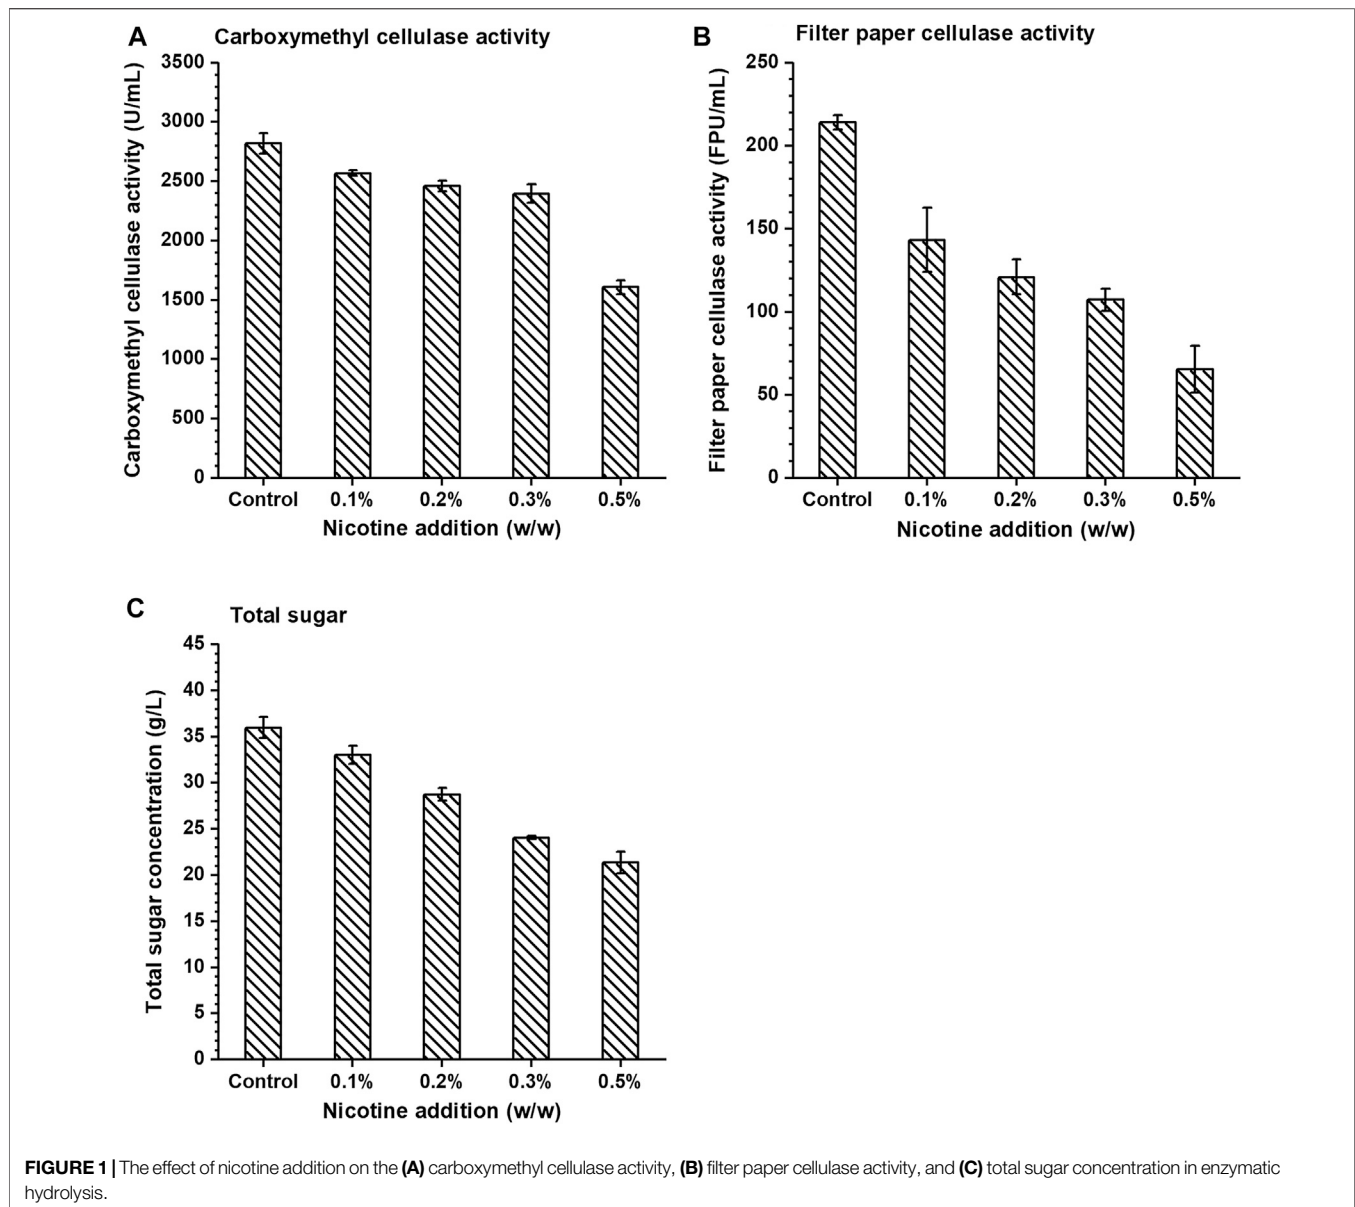 A
Carboxymethyl cellulase activity
Carboxymethyl cellulase activity (U/mL)
3500
3000
2500
2000
1500
1000
500
0
Control 0.1% 0.2% 0.3% 0.5%
Nicotine addition (w/w)
B
Filter paper cellulase activity
Filter paper cellulase activity (FPU/mL)
250
200
150
100
50
0
Control 0.1% 0.2% 0.3% 0.5%
Nicotine addition (w/w)
C
Total sugar
Total sugar concentration (g/L)
45
40
35
30
25
20
15
10
5
0
Control 0.1% 0.2% 0.3% 0.5%
Nicotine addition (w/w)
FIGURE 1 | The effect of nicotine addition on the (A) carboxymethyl cellulase activity, (B) filter paper cellulase activity, and (C) total sugar concentration in enzymatic
hydrolysis.